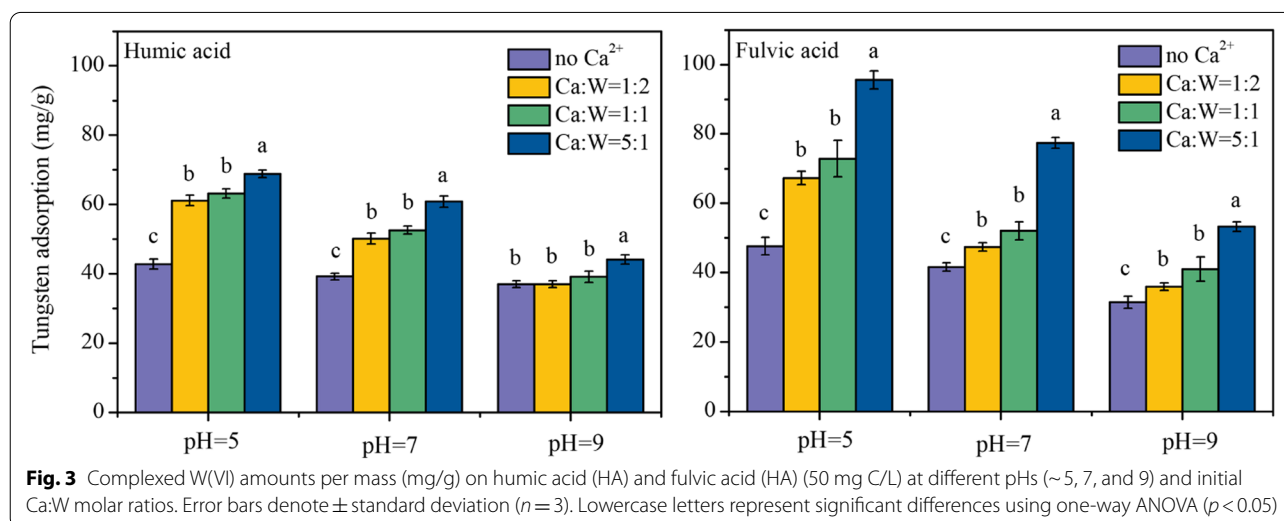 Humic acid
no Ca²⁺
Ca:W=1:2
Ca:W=1:1
Ca:W=5:1
Tungsten adsorption (mg/g)
100
80
60
40
20
0
c b b a
c b b a
b b b a
pH=5 pH=7 pH=9
Fulvic acid
no Ca²⁺
Ca:W=1:2
Ca:W=1:1
Ca:W=5:1
100
80
60
40
20
0
c b b a
c b b a
c b b a
pH=5 pH=7 pH=9
Fig. 3 Complexed W(VI) amounts per mass (mg/g) on humic acid (HA) and fulvic acid (HA) (50 mg C/L) at different pHs (~ 5, 7, and 9) and initial
Ca:W molar ratios. Error bars denote ± standard deviation (n = 3). Lowercase letters represent significant differences using one-way ANOVA (p < 0.05)